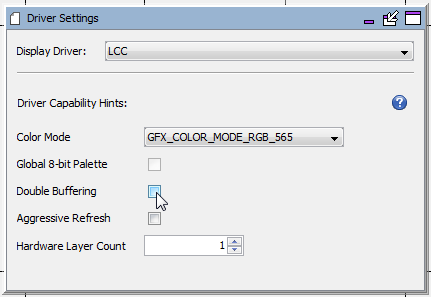 Driver Settings
Display Driver: LCC
Driver Capability Hints: ?
Color Mode GFX_COLOR_MODE_RGB_565
Global 8-bit Palette
Double Buffering
Aggressive Refresh
Hardware Layer Count 1